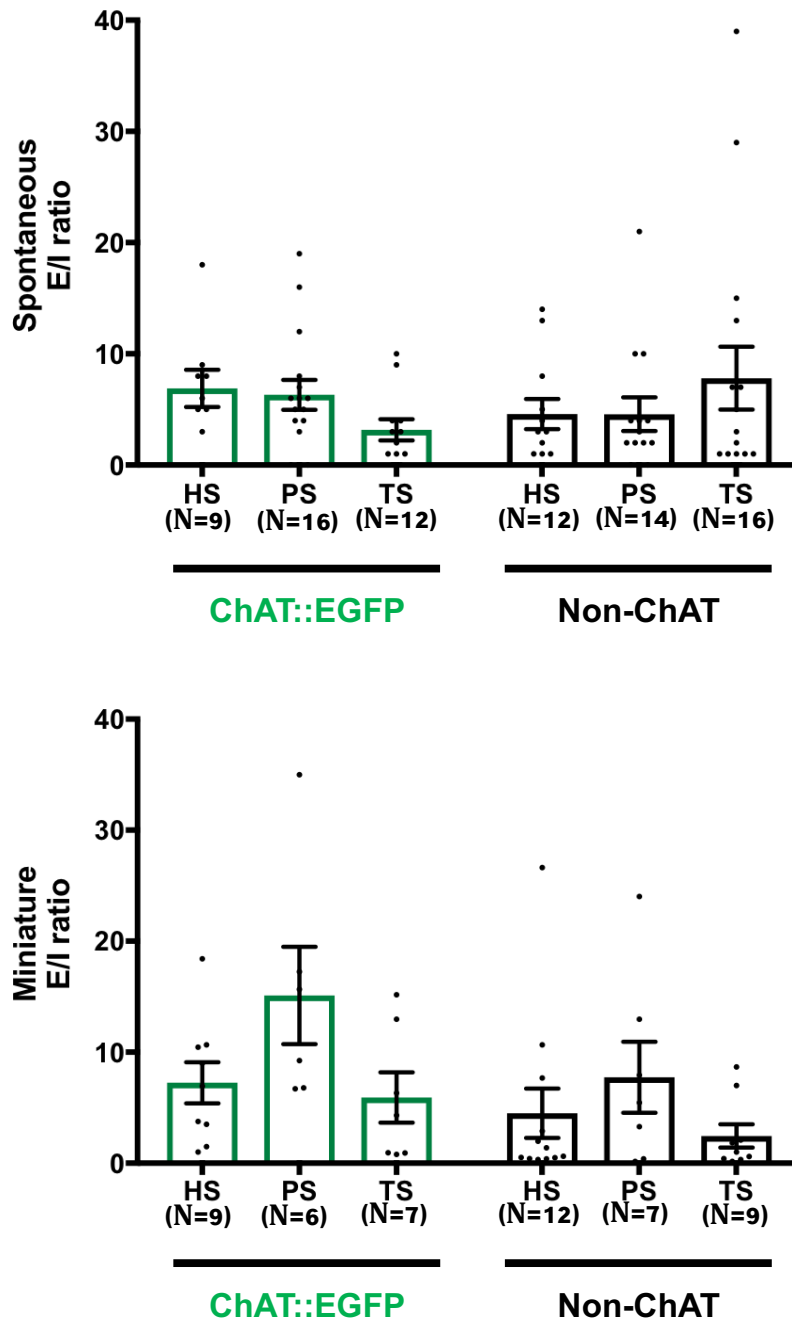 Spontaneous
E/I ratio
40
30
20
10
0
HS PS TS HS PS TS
(N=9) (N=16) (N=12) (N=12) (N=14) (N=16)
ChAT::EGFP Non-ChAT
Miniature
E/I ratio
40
30
20
10
0
HS PS TS HS PS TS
(N=9) (N=6) (N=7) (N=12) (N=7) (N=9)
ChAT::EGFP Non-ChAT